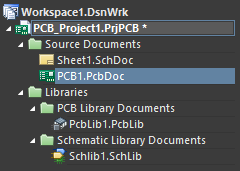 Workspace1.DsnWrk
PCB_Project1.PrjPCB *
Source Documents
Sheet1.SchDoc
PCB1.PcbDoc
Libraries
PCB Library Documents
PcbLib1.PcbLib
Schematic Library Documents
Schlib1.SchLib